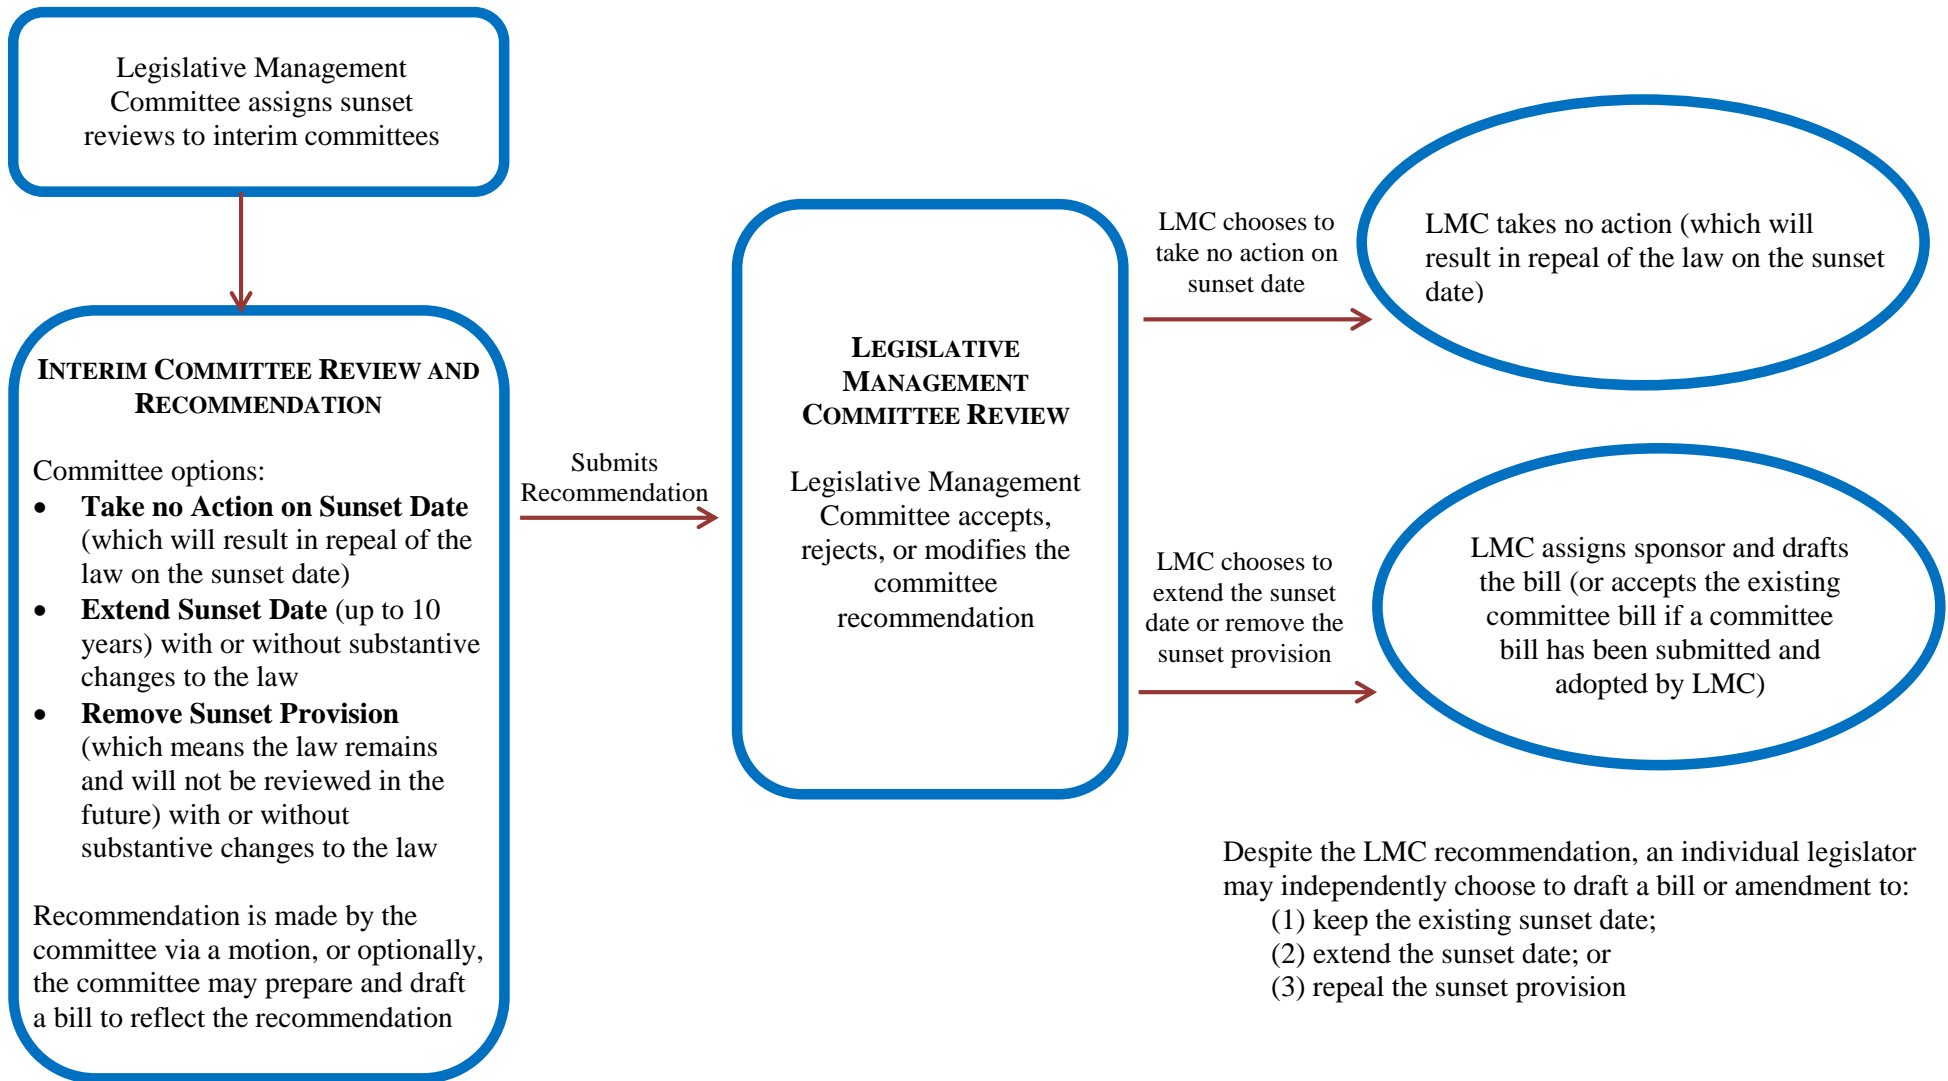 Legislative Management
Committee assigns sunset
reviews to interim committees
INTERIM COMMITTEE REVIEW AND
RECOMMENDATION
Committee options:
• Take no Action on Sunset Date
(which will result in repeal of the
law on the sunset date)
• Extend Sunset Date (up to 10
years) with or without substantive
changes to the law
• Remove Sunset Provision
(which means the law remains
and will not be reviewed in the
future) with or without
substantive changes to the law
Recommendation is made by the
committee via a motion, or optionally,
the committee may prepare and draft
a bill to reflect the recommendation
Submits
Recommendation
LEGISLATIVE
MANAGEMENT
COMMITTEE REVIEW
Legislative Management
Committee accepts,
rejects, or modifies the
committee
recommendation
LMC chooses to
take no action on
sunset date
LMC takes no action (which will
result in repeal of the law on the sunset
date)
LMC chooses to
extend the sunset
date or remove the
sunset provision
LMC assigns sponsor and drafts
the bill (or accepts the existing
committee bill if a committee
bill has been submitted and
adopted by LMC)
Despite the LMC recommendation, an individual legislator
may independently choose to draft a bill or amendment to:
(1) keep the existing sunset date;
(2) extend the sunset date; or
(3) repeal the sunset provision